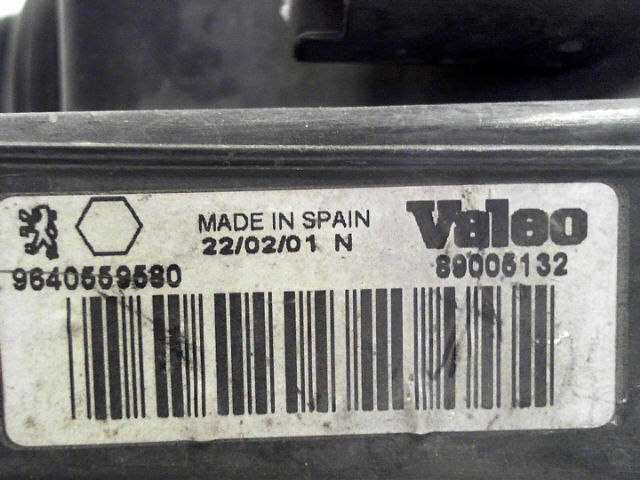 MADE IN SPAIN
22/02/01 N
Valeo
9640559580
89005132